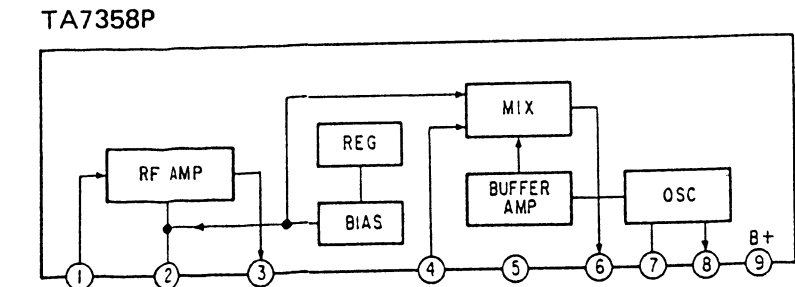 TA7358P
MIX
REG
RF AMP
BUFFER
AMP
OSC
BIAS
B+
1 2 3 4 5 6 7 8 9